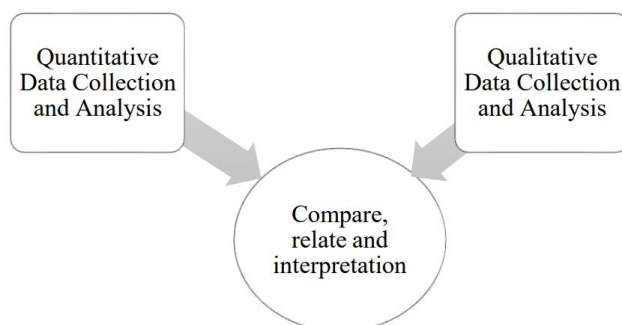 Quantitative
Data Collection
and Analysis
Qualitative
Data Collection
and Analysis
Compare,
relate and
interpretation